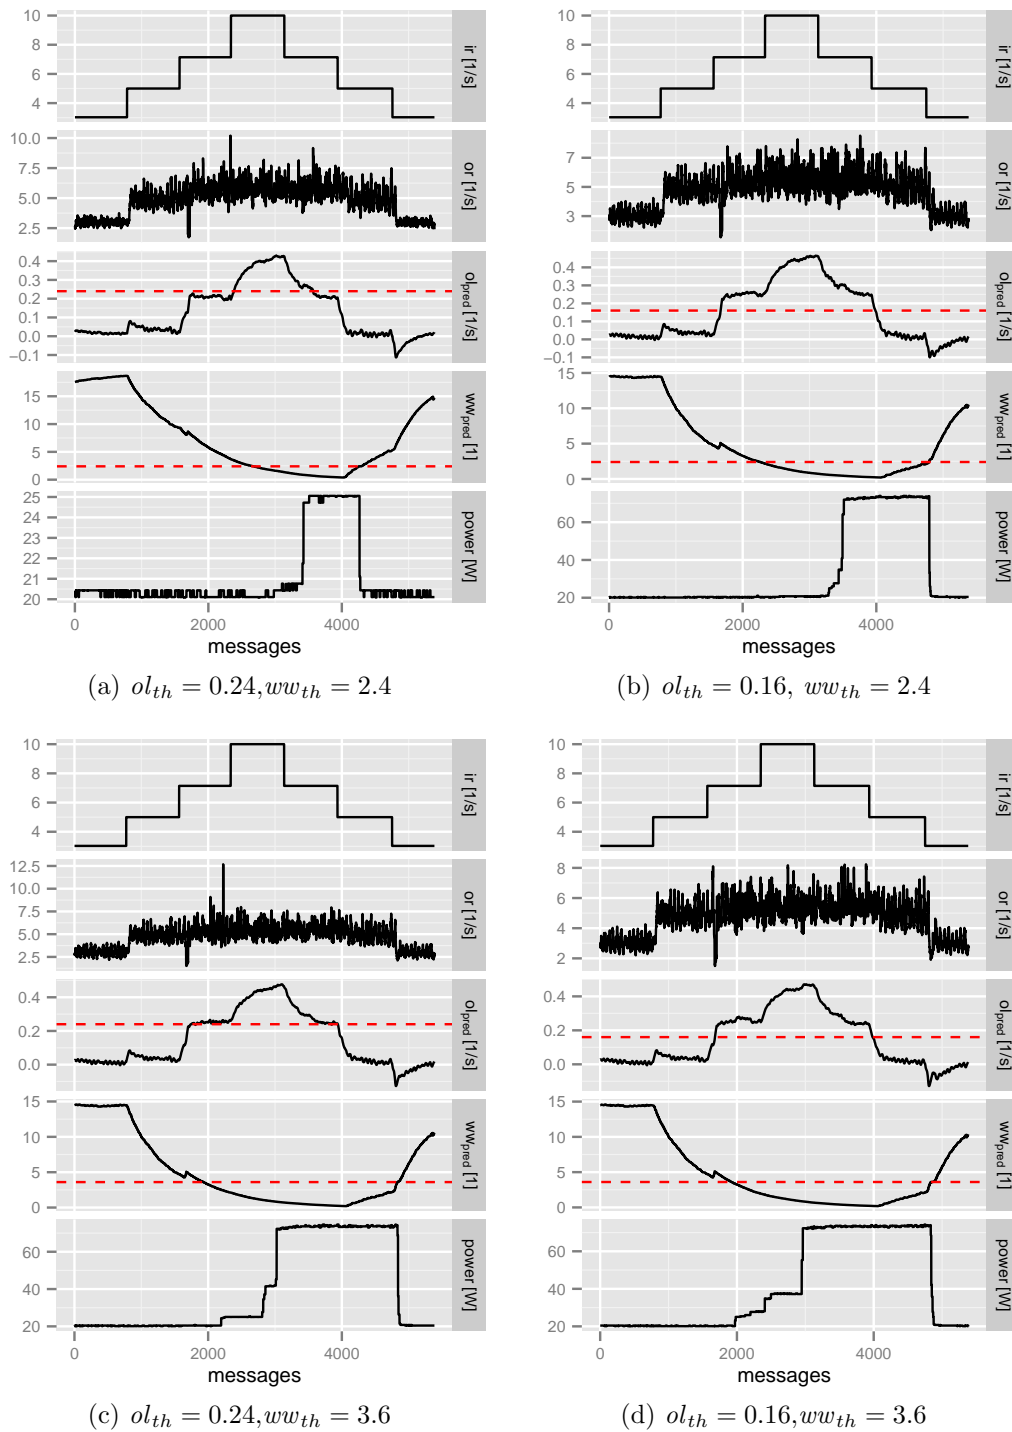 10
8
6
4
ir [1/s]
10.0
7.5
5.0
2.5
or [1/s]
0.4
0.3
0.2
0.1
0.0
−0.1
ol_pred [1/s]
15
10
5
0
ww_pred [1]
25
24
23
22
21
20
power [W]
0 2000 4000
messages
(a) ol_th = 0.24,ww_th = 2.4
10
8
6
4
ir [1/s]
7
5
3
or [1/s]
0.4
0.3
0.2
0.1
0.0
−0.1
ol_pred [1/s]
15
10
5
0
ww_pred [1]
60
40
20
power [W]
0 2000 4000
messages
(b) ol_th = 0.16, ww_th = 2.4
10
8
6
4
ir [1/s]
12.5
10.0
7.5
5.0
2.5
or [1/s]
0.4
0.2
0.0
ol_pred [1/s]
15
10
5
0
ww_pred [1]
60
40
20
power [W]
0 2000 4000
messages
(c) ol_th = 0.24,ww_th = 3.6
10
8
6
4
ir [1/s]
8
6
4
2
or [1/s]
0.4
0.2
0.0
ol_pred [1/s]
15
10
5
0
ww_pred [1]
60
40
20
power [W]
0 2000 4000
messages
(d) ol_th = 0.16,ww_th = 3.6